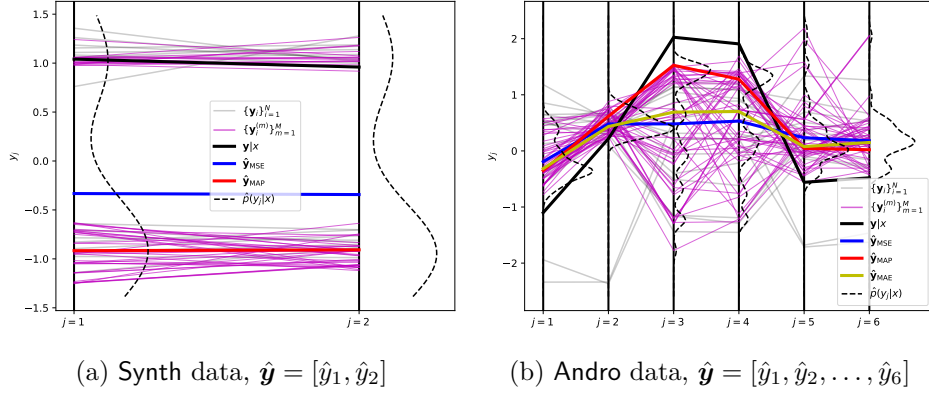 1.5
1.0
0.5
0.0
−0.5
−1.0
−1.5
y_j
j = 1
j = 2
{y_i}_{i=1}^N
{y_i^{(m)}}_{m=1}^M
y|x
ŷ_MSE
ŷ_MAP
p̂(y_j|x)
2
1
0
−1
−2
y_j
j = 1
j = 2
j = 3
j = 4
j = 5
j = 6
{y_i}_{i=1}^N
{y_i^{(m)}}_{m=1}^M
y|x
ŷ_MSE
ŷ_MAP
ŷ_MAE
p̂(y_j|x)
(a) Synth data, ŷ = [ŷ_1, ŷ_2]
(b) Andro data, ŷ = [ŷ_1, ŷ_2, . . . , ŷ_6]